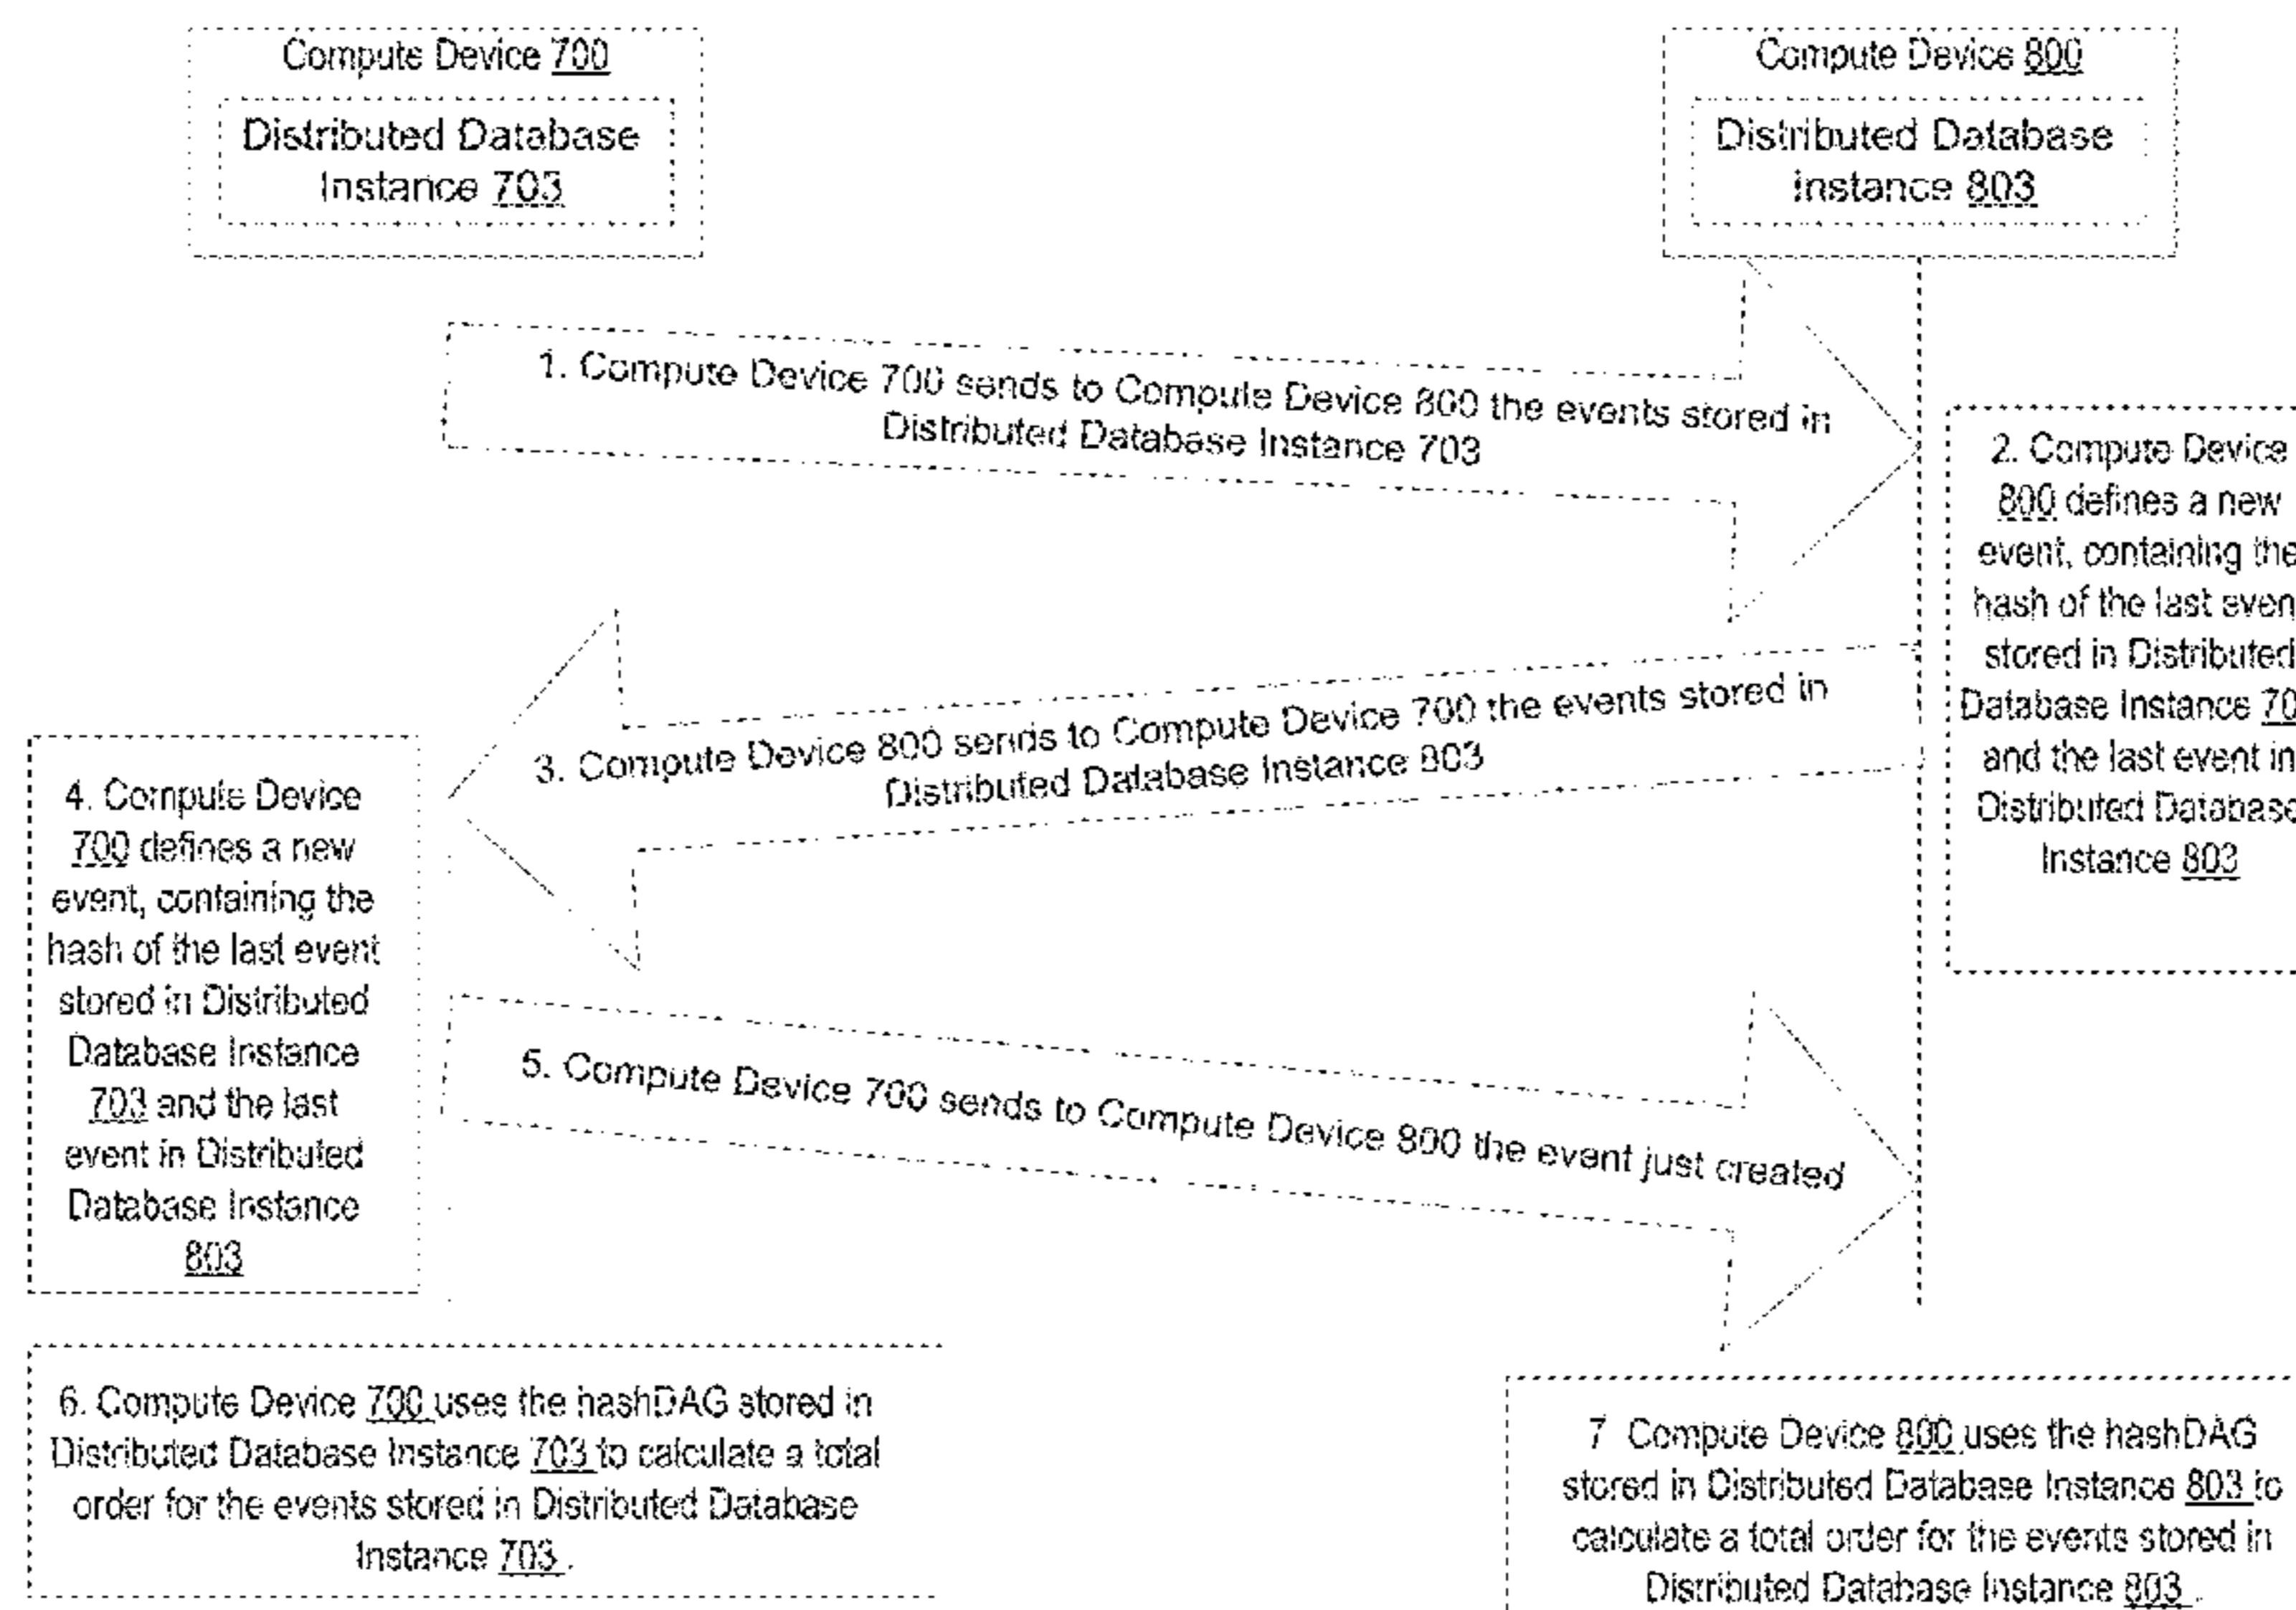 Compute Device 700
Distributed Database
Instance 703
Compute Device 800
Distributed Database
Instance 803
1. Compute Device 700 sends to Compute Device 800 the events stored in
Distributed Database Instance 703
2. Compute Device
800 defines a new
event, containing the
hash of the last even
stored in Distributed
Database Instance 70
and the last event in
Distributed Database
Instance 803
3. Compute Device 800 sends to Compute Device 700 the events stored in
Distributed Database Instance 803
4. Compute Device
700 defines a new
event, containing the
hash of the last event
stored in Distributed
Database Instance
703 and the last
event in Distributed
Database Instance
803
5. Compute Device 700 sends to Compute Device 800 the event just created
6. Compute Device 700 uses the hashDAG stored in
Distributed Database Instance 703 to calculate a total
order for the events stored in Distributed Database
Instance 703 .
7 Compute Device 800 uses the hashDAG
stored in Distributed Database Instance 803 to
calculate a total order for the events stored in
Distributed Database Instance 803 .